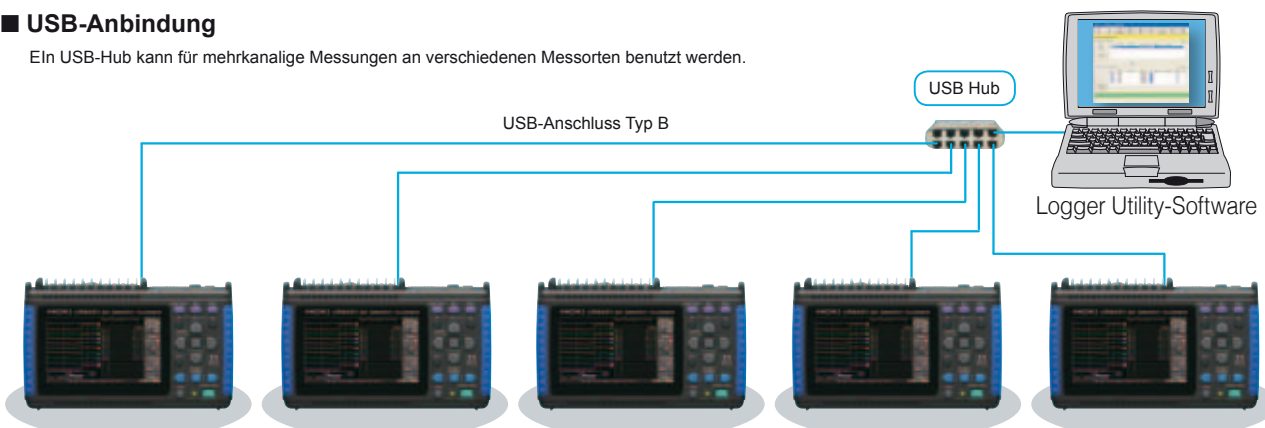 ■ USB-Anbindung
EIn USB-Hub kann für mehrkanalige Messungen an verschiedenen Messorten benutzt werden.
USB Hub
USB-Anschluss Typ B
Logger Utility-Software